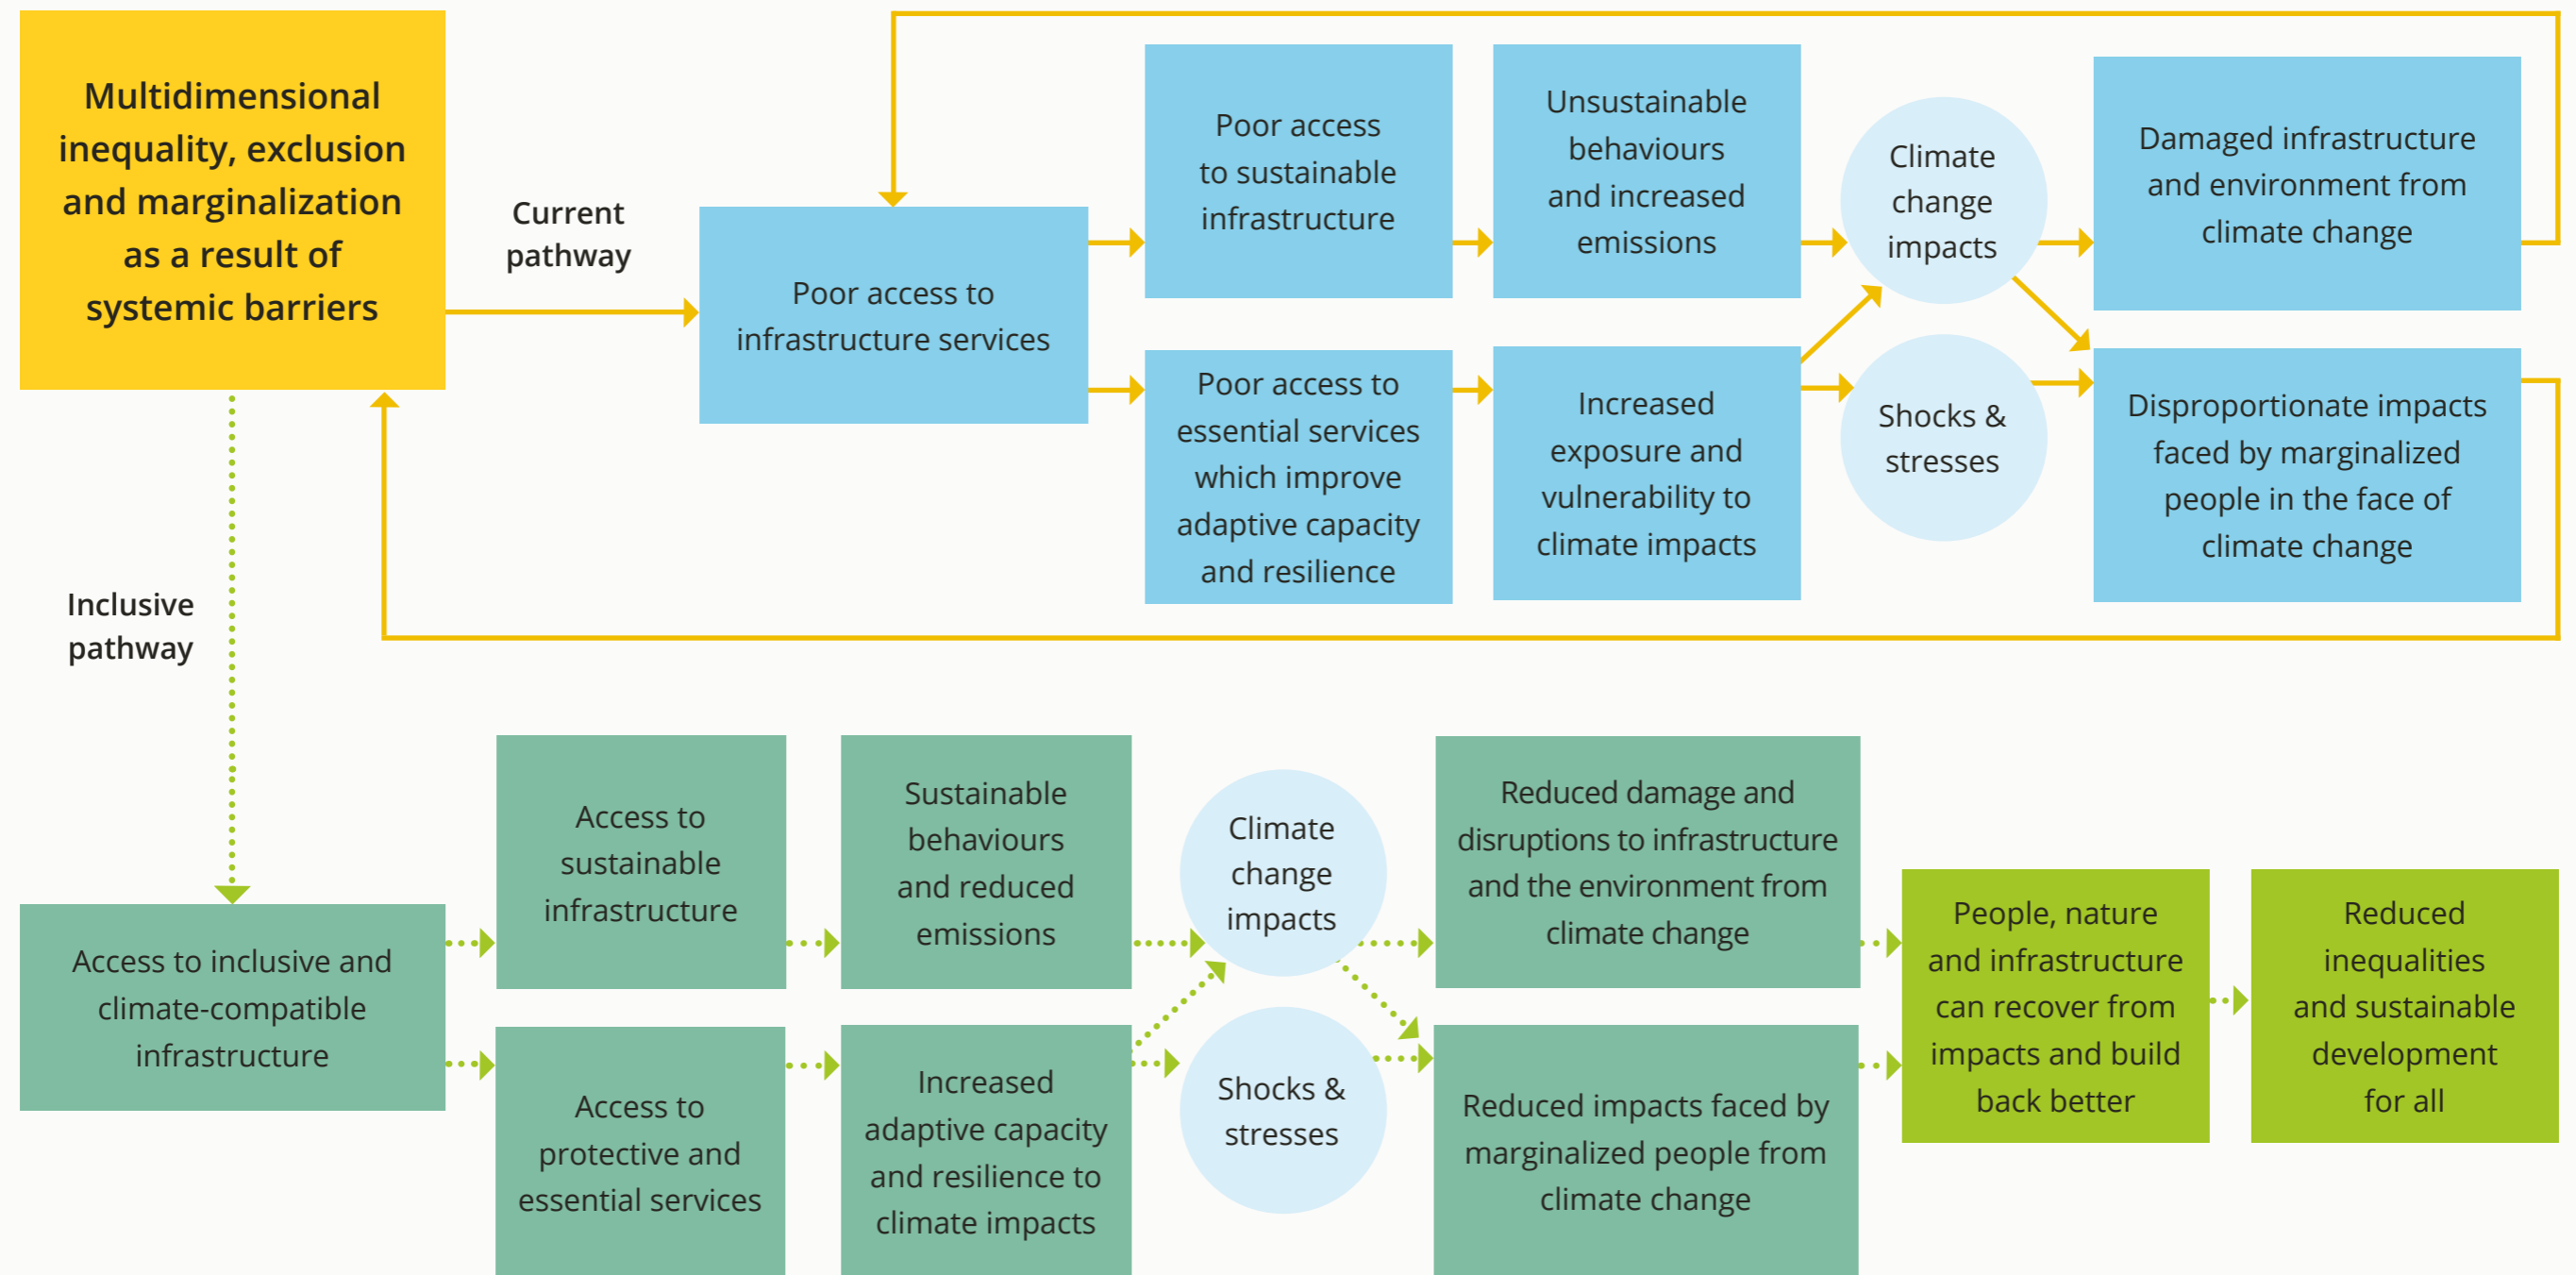 Multidimensional
inequality, exclusion
and marginalization
as a result of
systemic barriers
Current
pathway
Poor access to
infrastructure services
Poor access
to sustainable
infrastructure
Unsustainable
behaviours
and increased
emissions
Climate
change
impacts
Damaged infrastructure
and environment from
climate change
Poor access to
essential services
which improve
adaptive capacity
and resilience
Increased
exposure and
vulnerability to
climate impacts
Shocks &
stresses
Disproportionate impacts
faced by marginalized
people in the face of
climate change
Inclusive
pathway
Access to inclusive and
climate-compatible
infrastructure
Access to
sustainable
infrastructure
Sustainable
behaviours
and reduced
emissions
Climate
change
impacts
Reduced damage and
disruptions to infrastructure
and the environment from
climate change
Access to
protective and
essential services
Increased
adaptive capacity
and resilience to
climate impacts
Shocks &
stresses
Reduced impacts faced by
marginalized people from
climate change
People, nature
and infrastructure
can recover from
impacts and build
back better
Reduced
inequalities
and sustainable
development
for all